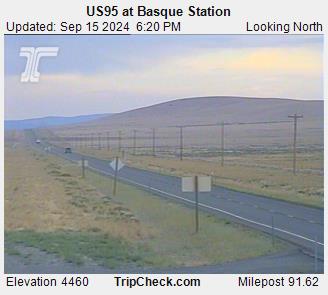 US95 at Basque Station
Updated: Sep 15 2024 6:20 PM Looking North
Elevation 4460 TripCheck.com Milepost 91.62